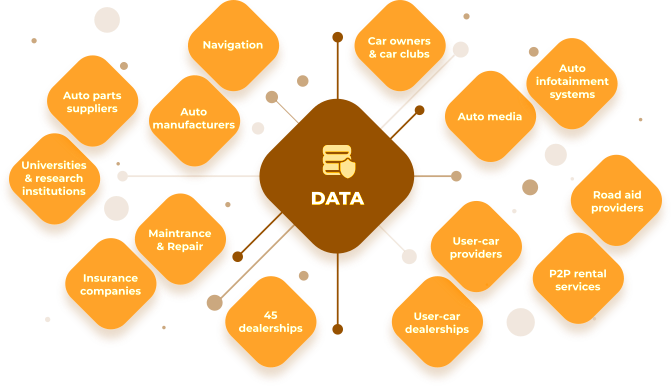 Navigation
Car owners
& car clubs
Auto
infotainment
systems
Auto parts
suppliers
Auto
manufacturers
Auto media
Universities
& research
institutions
DATA
Road aid
providers
Maintrance
& Repair
User-car
providers
Insurance
companies
P2P rental
services
45
dealerships
User-car
dealerships